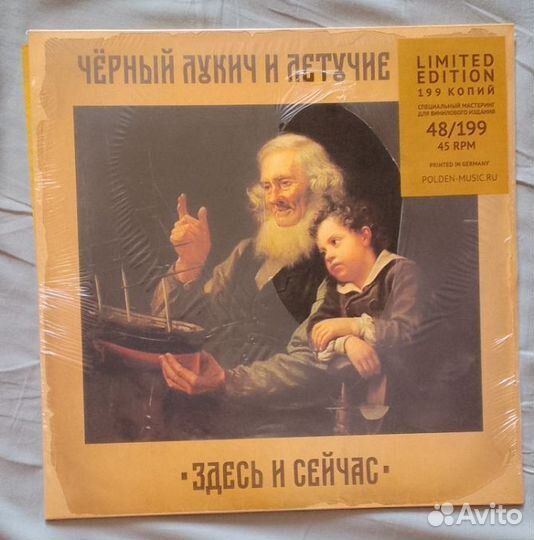 ЧЁРНЫЙ ЛУКИЧ И ЛЕТУЧИЕ
LIMITED
EDITION
199 КОПИЙ
СПЕЦИАЛЬНЫЙ МАСТЕРИНГ
ДЛЯ ВИНИЛОВОГО ИЗДАНИЯ
48/199
45 RPM
PRINTED IN GERMANY
POLDEN-MUSIC.RU
·ЗДЕСЬ И СЕЙЧАС·
Avito